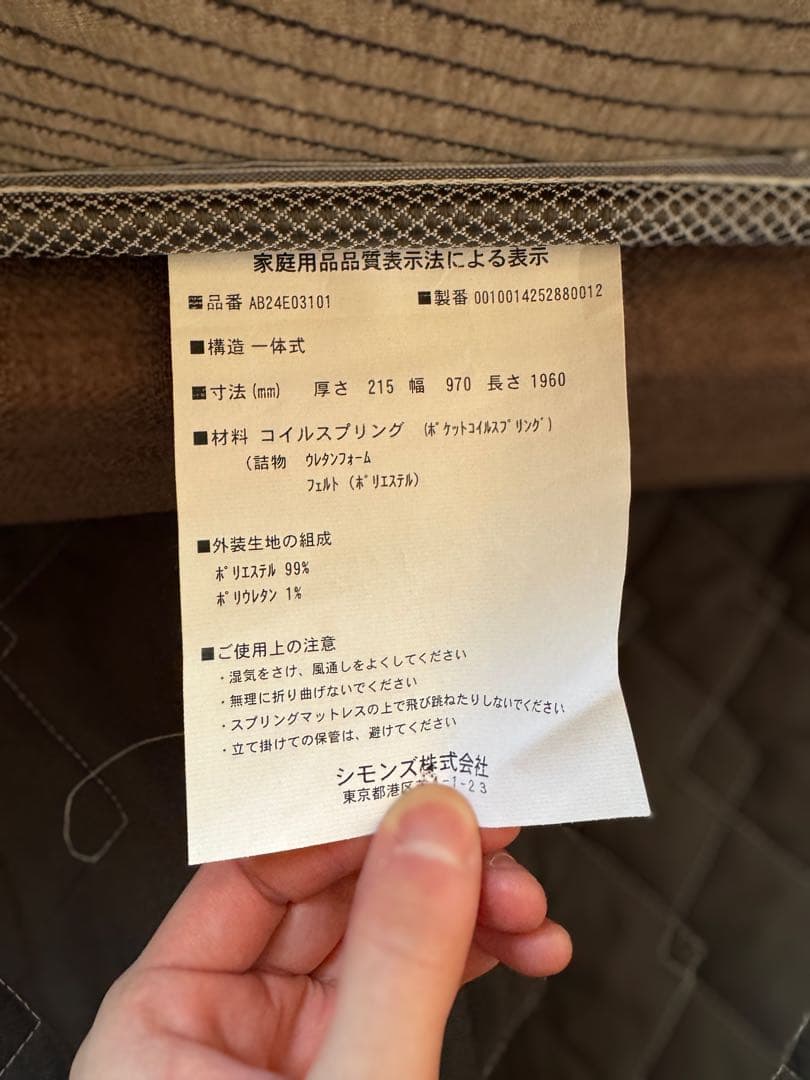 家庭用品品質表示法による表示
■品番 AB24E03101 ■製番 0010014252880012
■構造 一体式
■寸法(mm) 厚さ 215 幅 970 長さ 1960
■材料 コイルスプリング (ﾎﾟｹｯﾄｺｲﾙｽﾌﾟﾘﾝｸﾞ)
(詰物 ｳﾚﾀﾝﾌｫｰﾑ
ﾌｪﾙﾄ (ﾎﾟﾘｴｽﾃﾙ)
■外装生地の組成
ﾎﾟﾘｴｽﾃﾙ 99%
ﾎﾟﾘｳﾚﾀﾝ 1%
■ご使用上の注意
・湿気をさけ、風通しをよくしてください
・無理に折り曲げないでください
・スプリングマットレスの上で飛び跳ねたりしないでください
・立て掛けての保管は、避けてください
シモンズ株式会社
東京都港区 -1-23